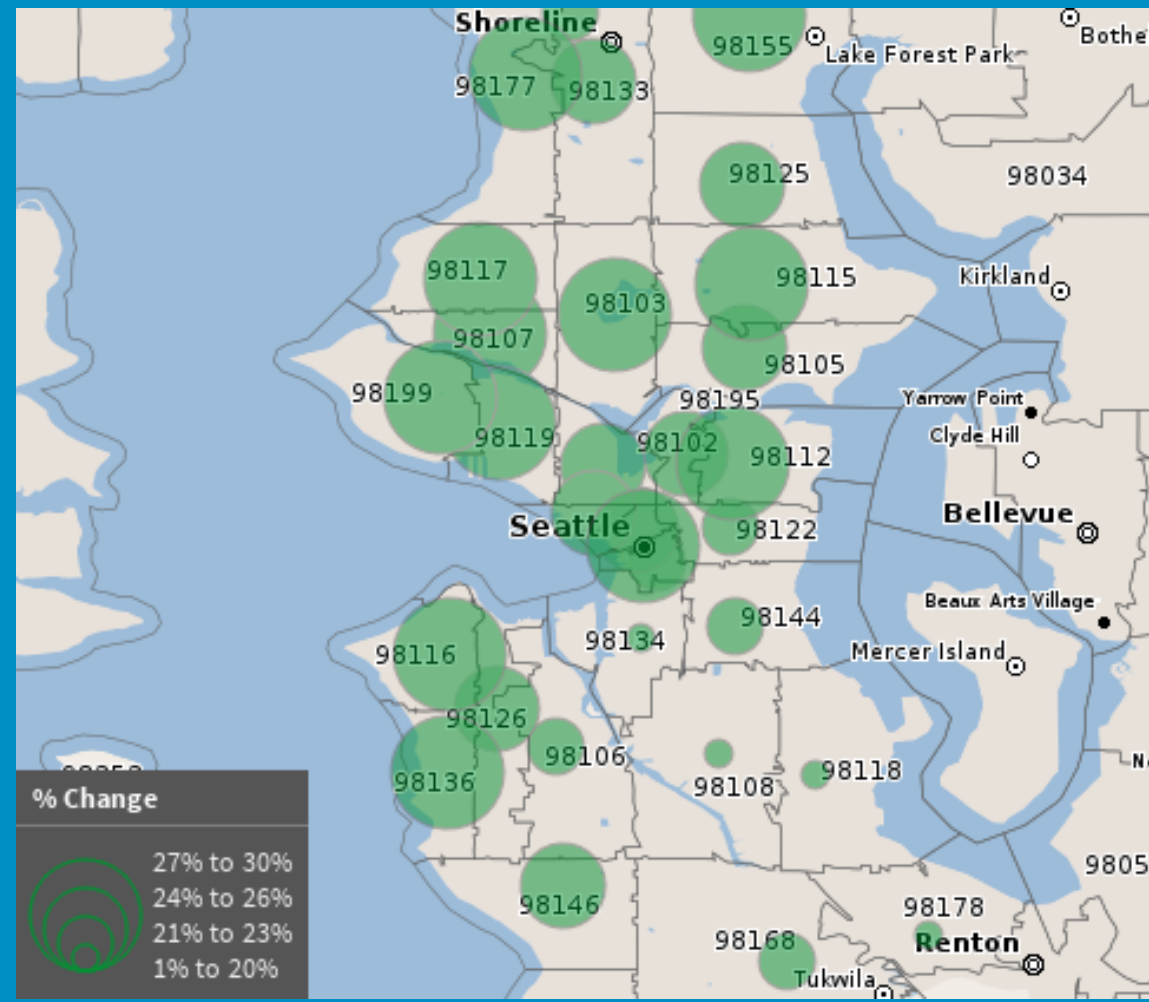 Shoreline
Bothe
98155
Lake Forest Park
98177
98133
98125
98034
98117
98115
Kirkland
98103
98107
98105
98199
98195
Yarrow Point
98119
98102
Clyde Hill
98112
Bellevue
Seattle
98122
Beaux Arts Village
98144
98134
Mercer Island
98116
98126
98106
98136
98108
98118
N
% Change
27% to 30%
24% to 26%
21% to 23%
1% to 20%
9805
98146
98178
98168
Renton
Tukwila